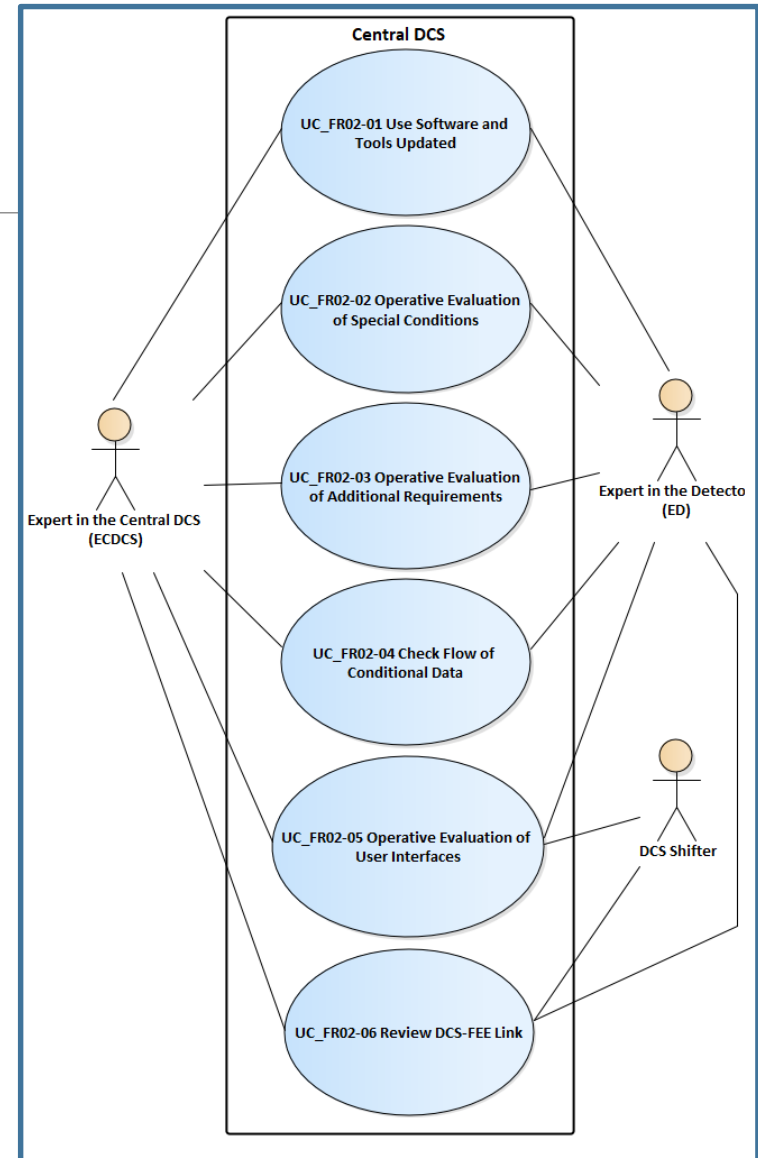 Central DCS
UC_FR02-01 Use Software and
Tools Updated
UC_FR02-02 Operative Evaluation
of Special Conditions
UC_FR02-03 Operative Evaluation
of Additional Requirements
Expert in the Central DCS
(ECDCS)
Expert in the Detecto
(ED)
UC_FR02-04 Check Flow of
Conditional Data
UC_FR02-05 Operative Evaluation of
User Interfaces
DCS Shifter
UC_FR02-06 Review DCS-FEE Link